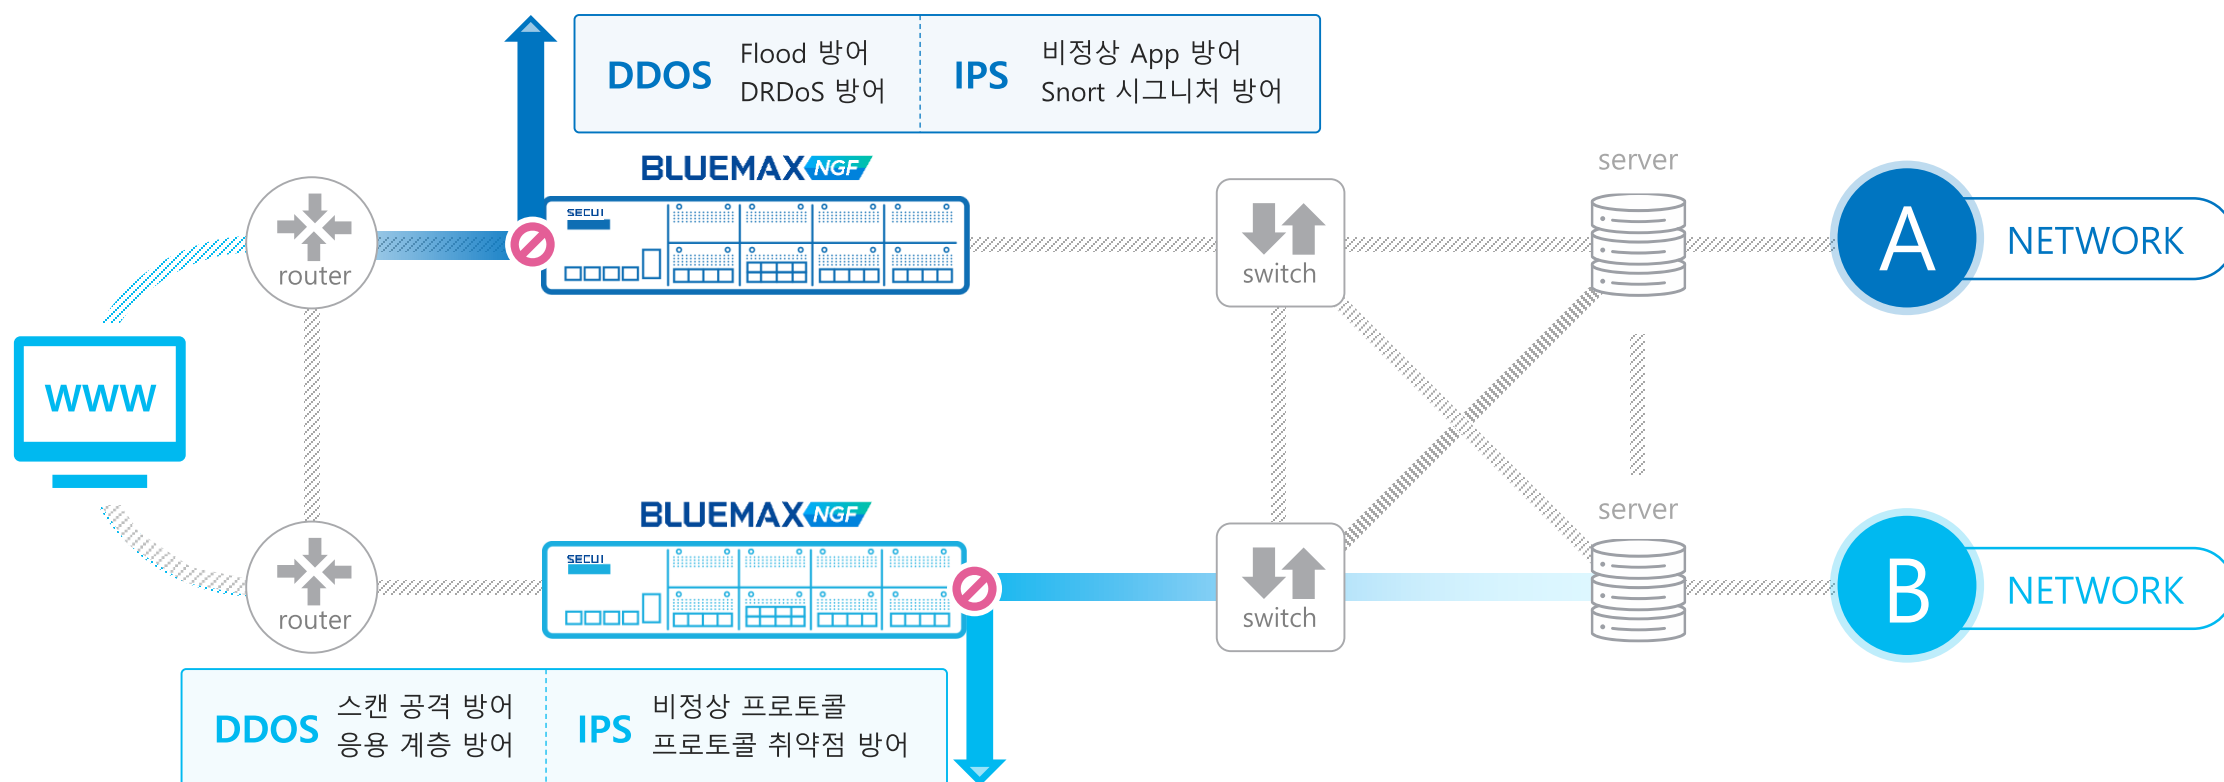 DDOS
Flood 방어
DRDoS 방어
IPS
비정상 App 방어
Snort 시그니처 방어
BLUEMAX NGF
SECUI
router
switch
server
A
NETWORK
WWW
BLUEMAX NGF
SECUI
router
switch
server
B
NETWORK
DDOS
스캔 공격 방어
응용 계층 방어
IPS
비정상 프로토콜
프로토콜 취약점 방어